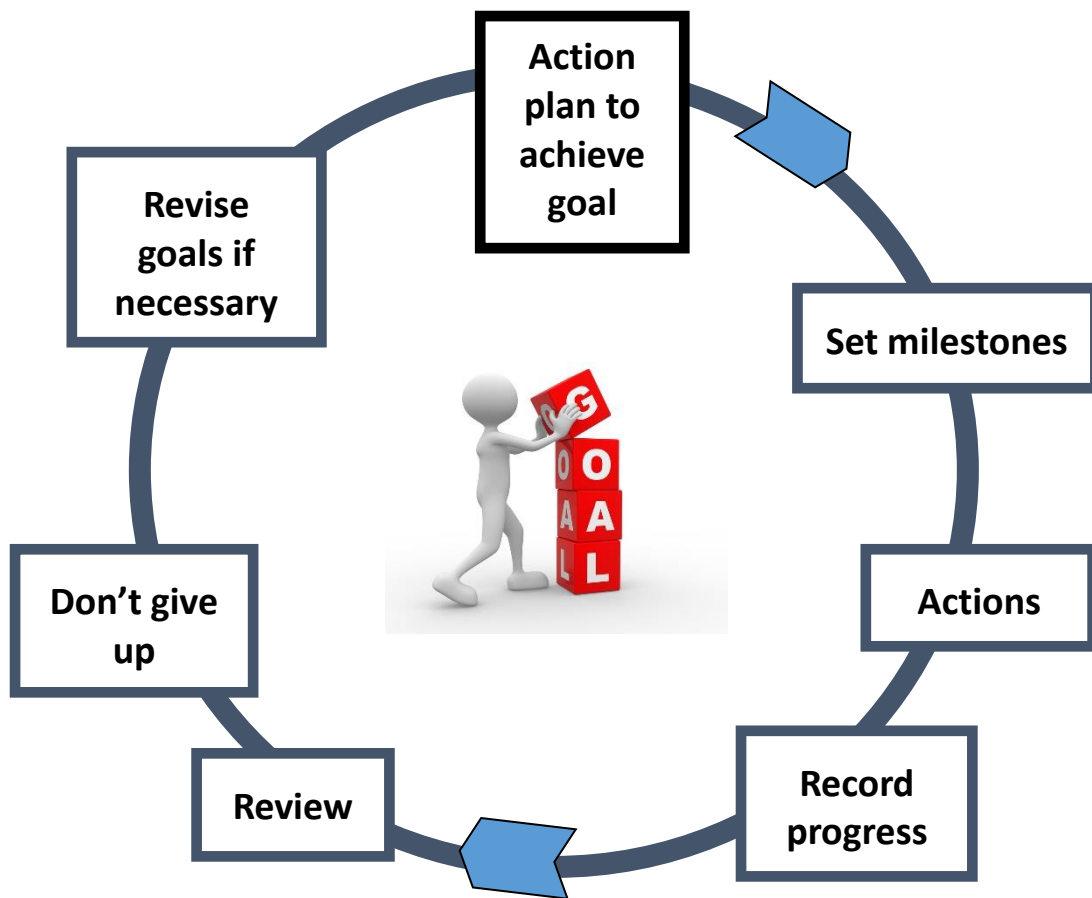 Action
plan to
achieve
goal
Set milestones
Actions
Record
progress
Review
Don’t give
up
Revise
goals if
necessary
G
O
O
O
A
A
L
L